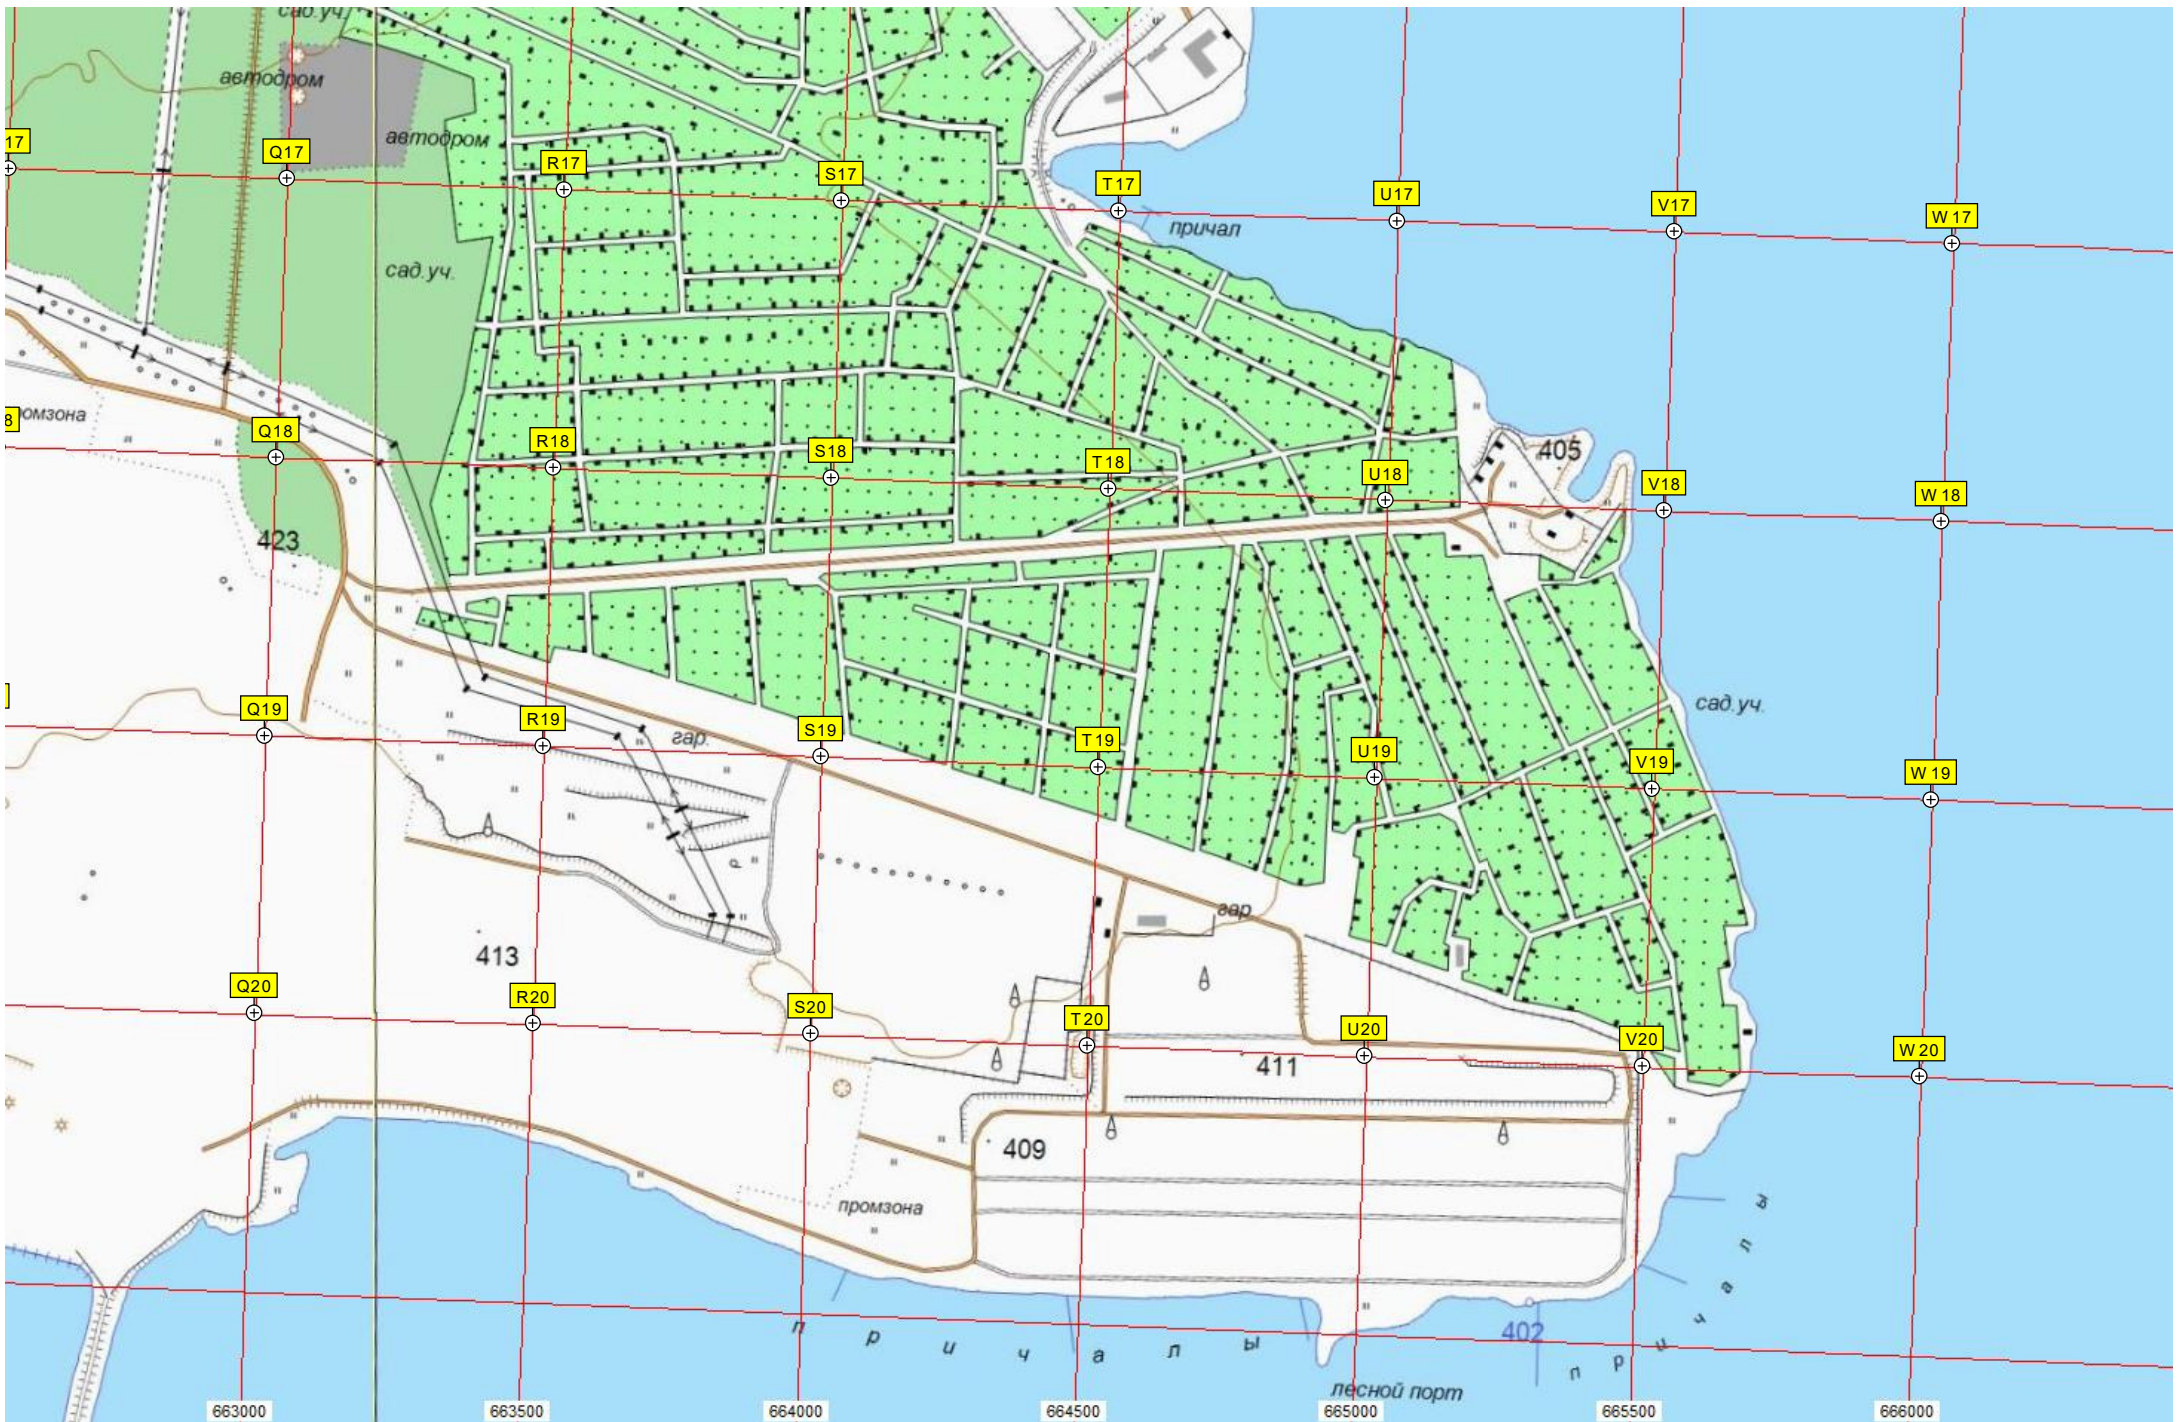 сад.уч.
автодром
автодром
17
Q17
R17
S17
T17
U17
V17
W17
причал
сад.уч.
ромзона
8
Q18
R18
S18
T18
U18
V18
W18
405
423
сад.уч.
Q19
R19
S19
T19
U19
V19
W19
гар.
гар
413
Q20
R20
S20
T20
U20
V20
W20
411
409
промзона
402
причалы
причалы
лесной порт
663000
663500
664000
664500
665000
665500
666000